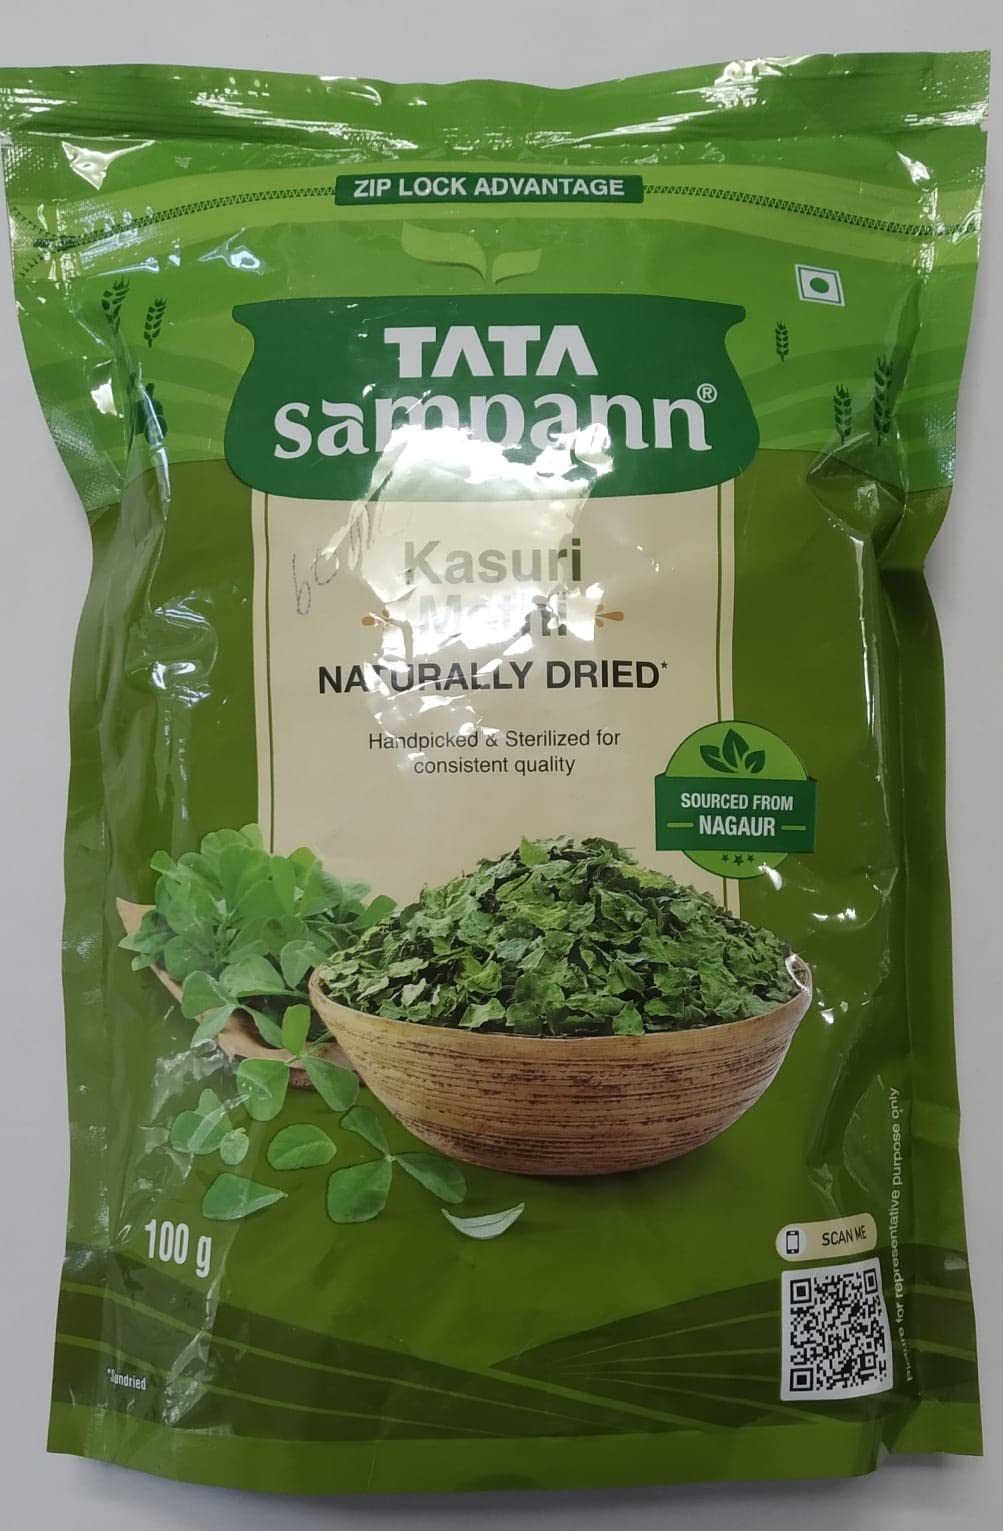 ZIP LOCK ADVANTAGE
TATA
sampann®
Kasuri
Methi
NATURALLY DRIED*
Handpicked & Sterilized for
consistent quality
SOURCED FROM
NAGAUR
100 g
SCAN ME
*Sundried
Picture for representative purpose only